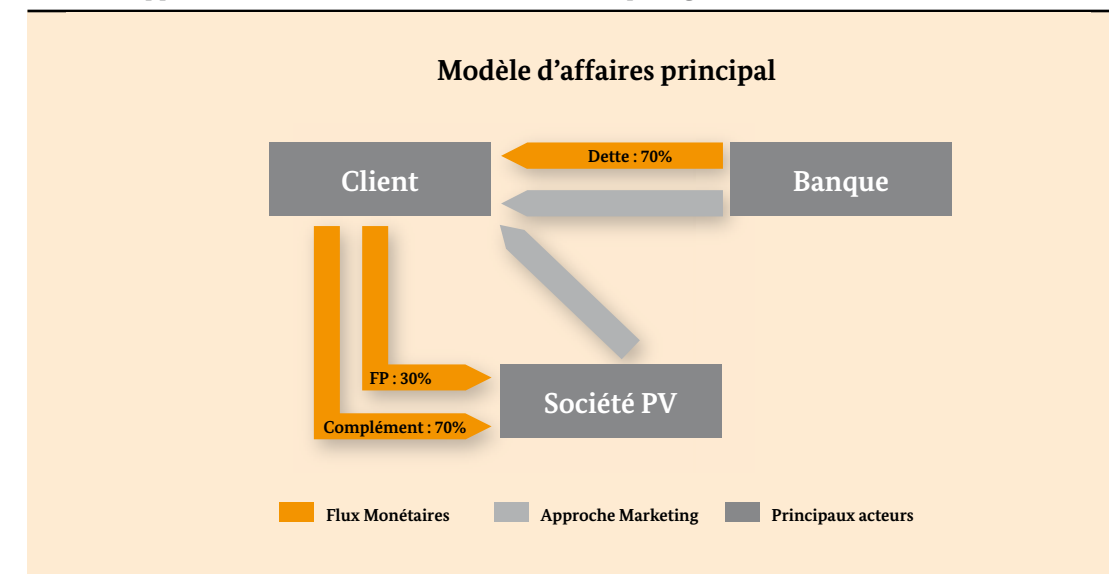 Modèle d'affaires principal
Dette : 70%
Client
Banque
FP : 30%
Société PV
Complément : 70%
Flux Monétaires
Approche Marketing
Principaux acteurs